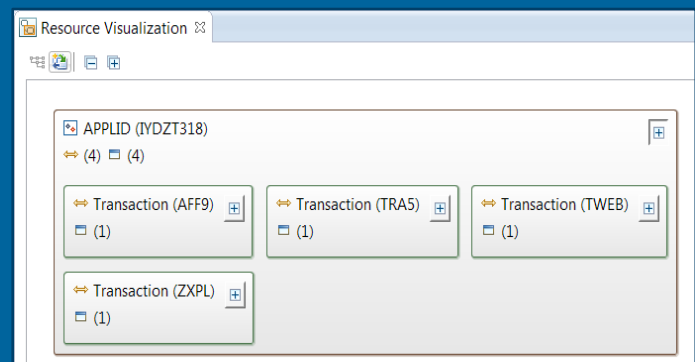 Resource Visualization
APPLID (IYDZT318)
(4) (4)
Transaction (AFF9)
(1)
Transaction (TRA5)
(1)
Transaction (TWEB)
(1)
Transaction (ZXPL)
(1)